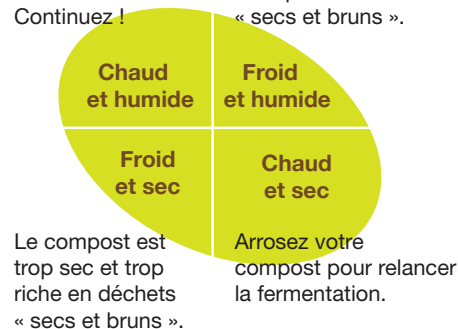 Continuez !
« secs et bruns ».
Chaud
et humide
Froid
et humide
Froid
et sec
Chaud
et sec
Le compost est
trop sec et trop
riche en déchets
« secs et bruns ».
Arrosez votre
compost pour relancer
la fermentation.